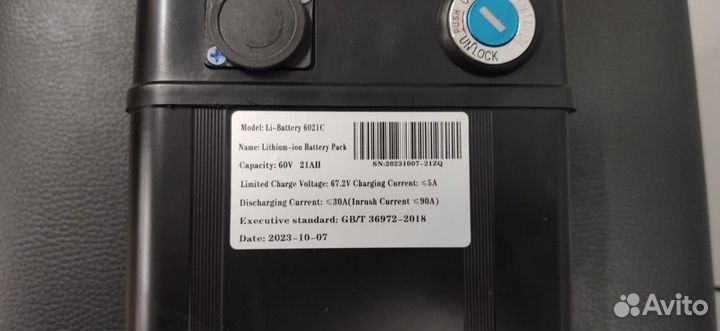 PUSH
UNLOCK
Model: Li-Battery 6021C
Name: Lithium-ion Battery Pack
Capacity: 60V 21AH
SN:20231007-21ZQ
Limited Charge Voltage: 67.2V Charging Current: ≤5A
Discharging Current: ≤30A(Inrush Current ≤90A)
Executive standard: GB/T 36972-2018
Date: 2023-10-07
Avito